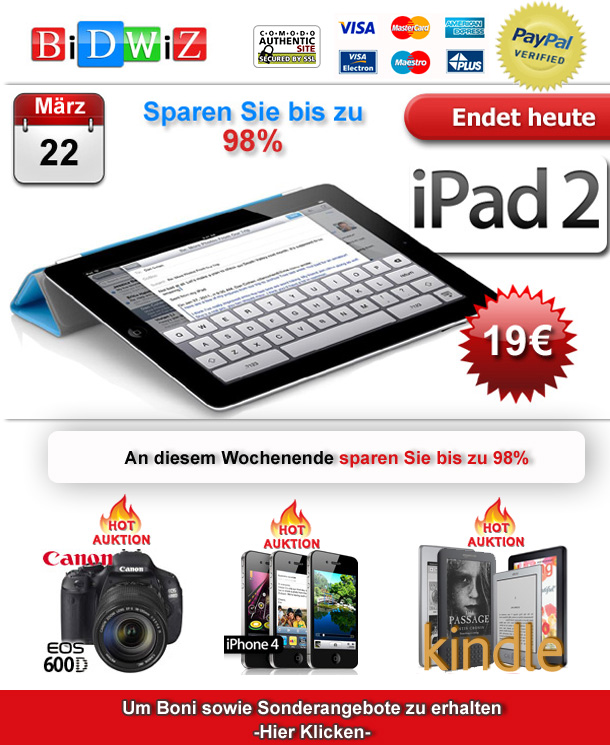 BiDWiZ
COMODO
AUTHENTIC
SITE
SECURED BY SSL
VISA
MasterCard
AMERICAN
EXPRESS
VISA
Electron
Maestro
PLUS
PayPal
VERIFIED
März
22
Sparen Sie bis zu
98%
Endet heute
iPad 2
Q W E R T Y U I O P
A S D F G H J K L
Z X C V B N M
.?123
19€
An diesem Wochenende sparen Sie bis zu 98%
HOT
AUKTION
Canon
Canon
EOS
600D
HOT
AUKTION
iPhone 4
HOT
AUKTION
PASSAGE
kindle
Um Boni sowie Sonderangebote zu erhalten
-Hier Klicken-